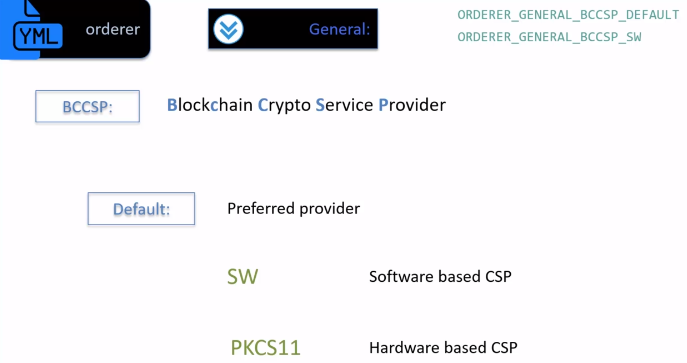 YML orderer General: ORDERER_GENERAL_BCCSP_DEFAULT
ORDERER_GENERAL_BCCSP_SW
BCCSP: Blockchain Crypto Service Provider
Default: Preferred provider
SW Software based CSP
PKCS11 Hardware based CSP